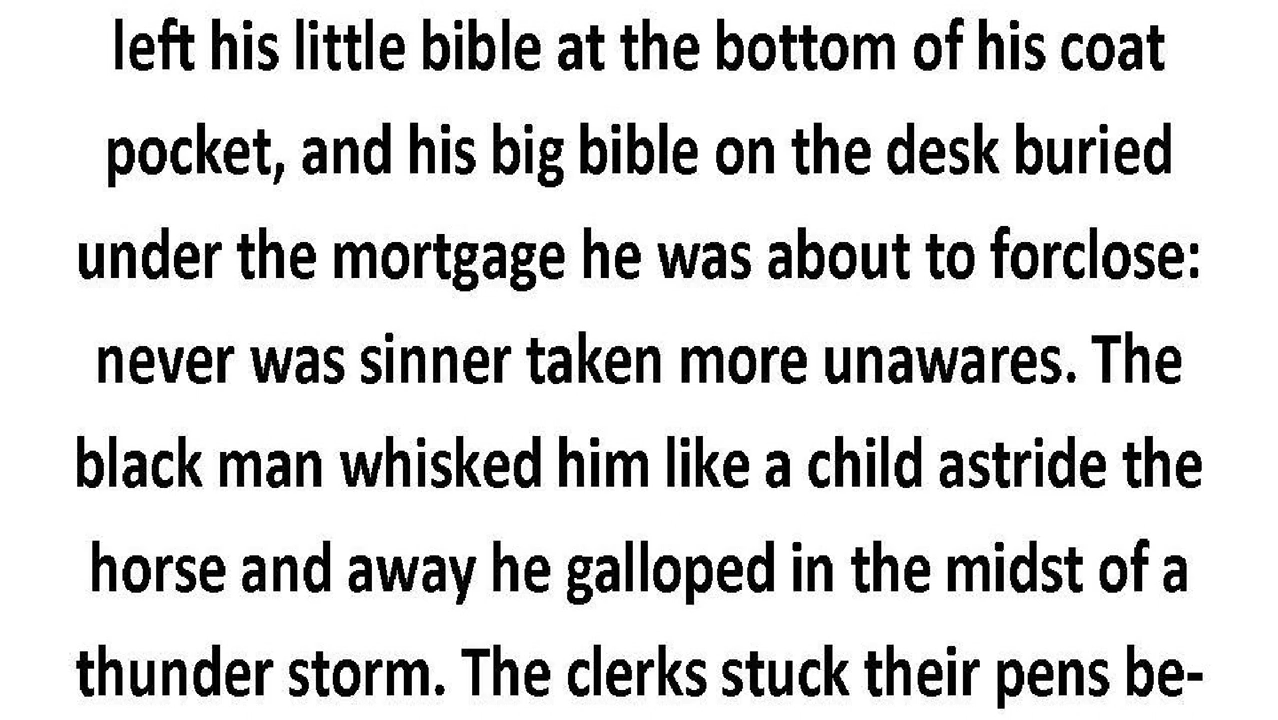 left his little bible at the bottom of his coat
pocket, and his big bible on the desk buried
under the mortgage he was about to forclose:
never was sinner taken more unawares. The
black man whisked him like a child astride the
horse and away he galloped in the midst of a
thunder storm. The clerks stuck their pens be-